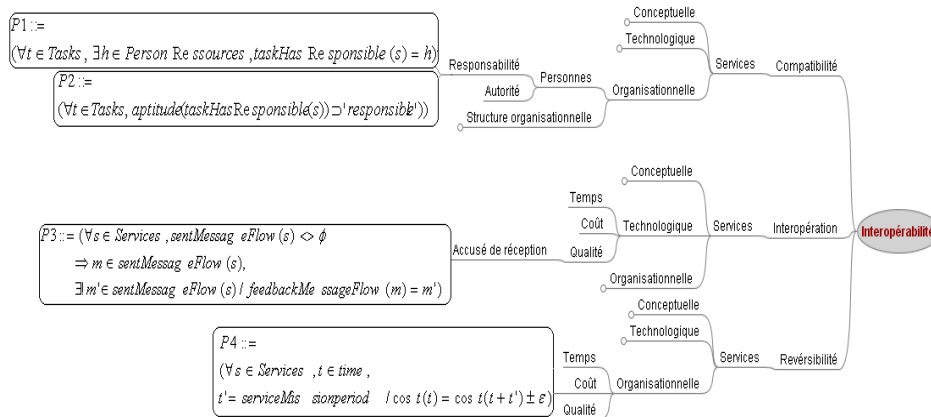 P1 ::=
(∀t ∈ Tasks , ∃h ∈ Person Re ssources , taskHas Re sponsible (s) = h)
P2 ::=
(∀t ∈ Tasks, aptitude(taskHasRe sponsible(s)) ⊃ 'responsible'))
Responsabilité
Autorité
Personnes
Structure organisationnelle
Conceptuelle
Technologique
Organisationnelle
Services
Compatibilité
P3 ::= (∀s ∈ Services , sentMessag eFlow (s) <> ϕ
⇒ m ∈ sentMessag eFlow (s),
∃! m' ∈ sentMessag eFlow (s) / feedbackMe ssageFlow (m) = m')
Accusé de réception
Temps
Coût
Qualité
Conceptuelle
Technologique
Organisationnelle
Services
Interopération
Interopérabilité
P4 ::=
(∀s ∈ Services , t ∈ time ,
t' = serviceMis sionperiod / cos t(t) = cos t(t + t') ± ε)
Temps
Coût
Qualité
Conceptuelle
Technologique
Organisationnelle
Services
Revérsibilité